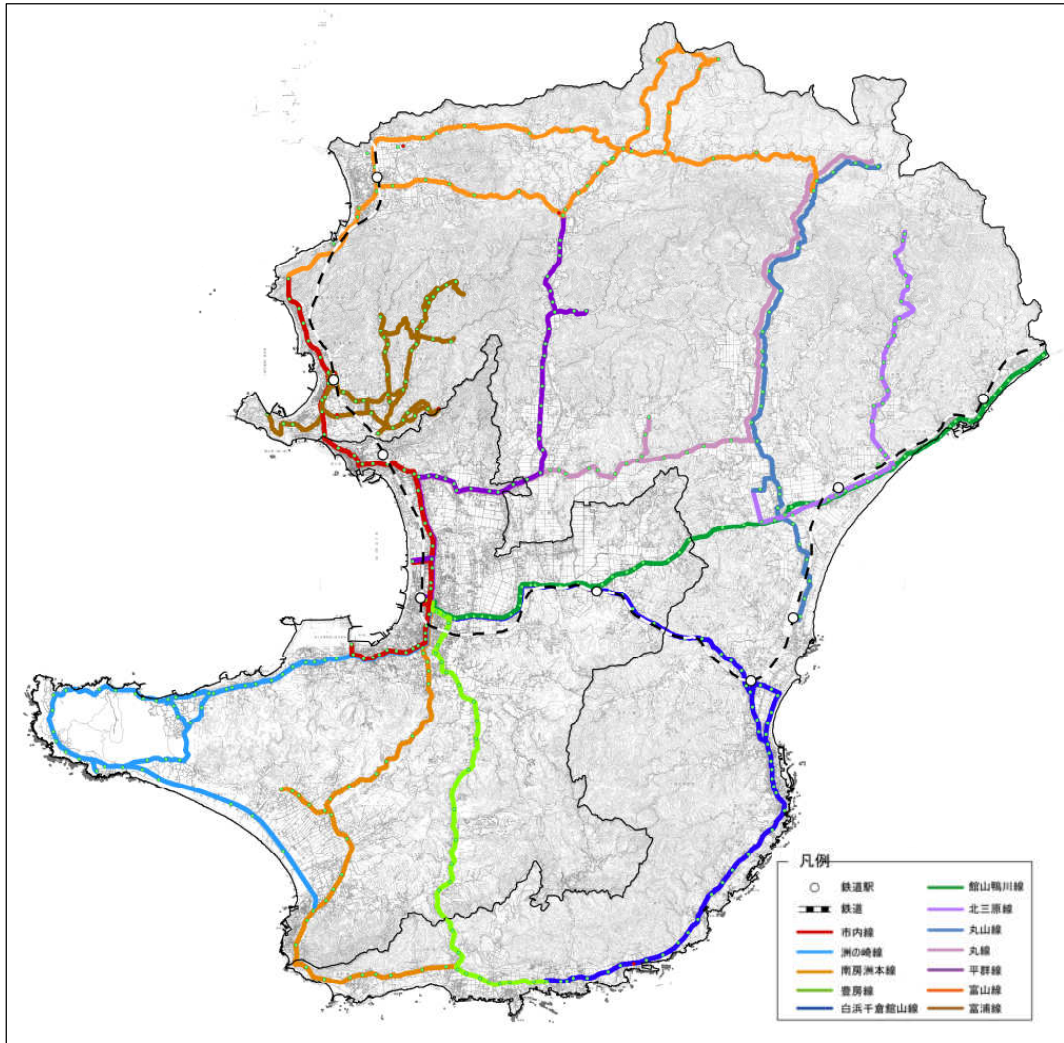 凡例
鉄道駅
鉄道
市内線
洲の崎線
南房洲本線
豊房線
白浜千倉館山線
館山鴨川線
北三原線
丸山線
丸線
平群線
富山線
富浦線